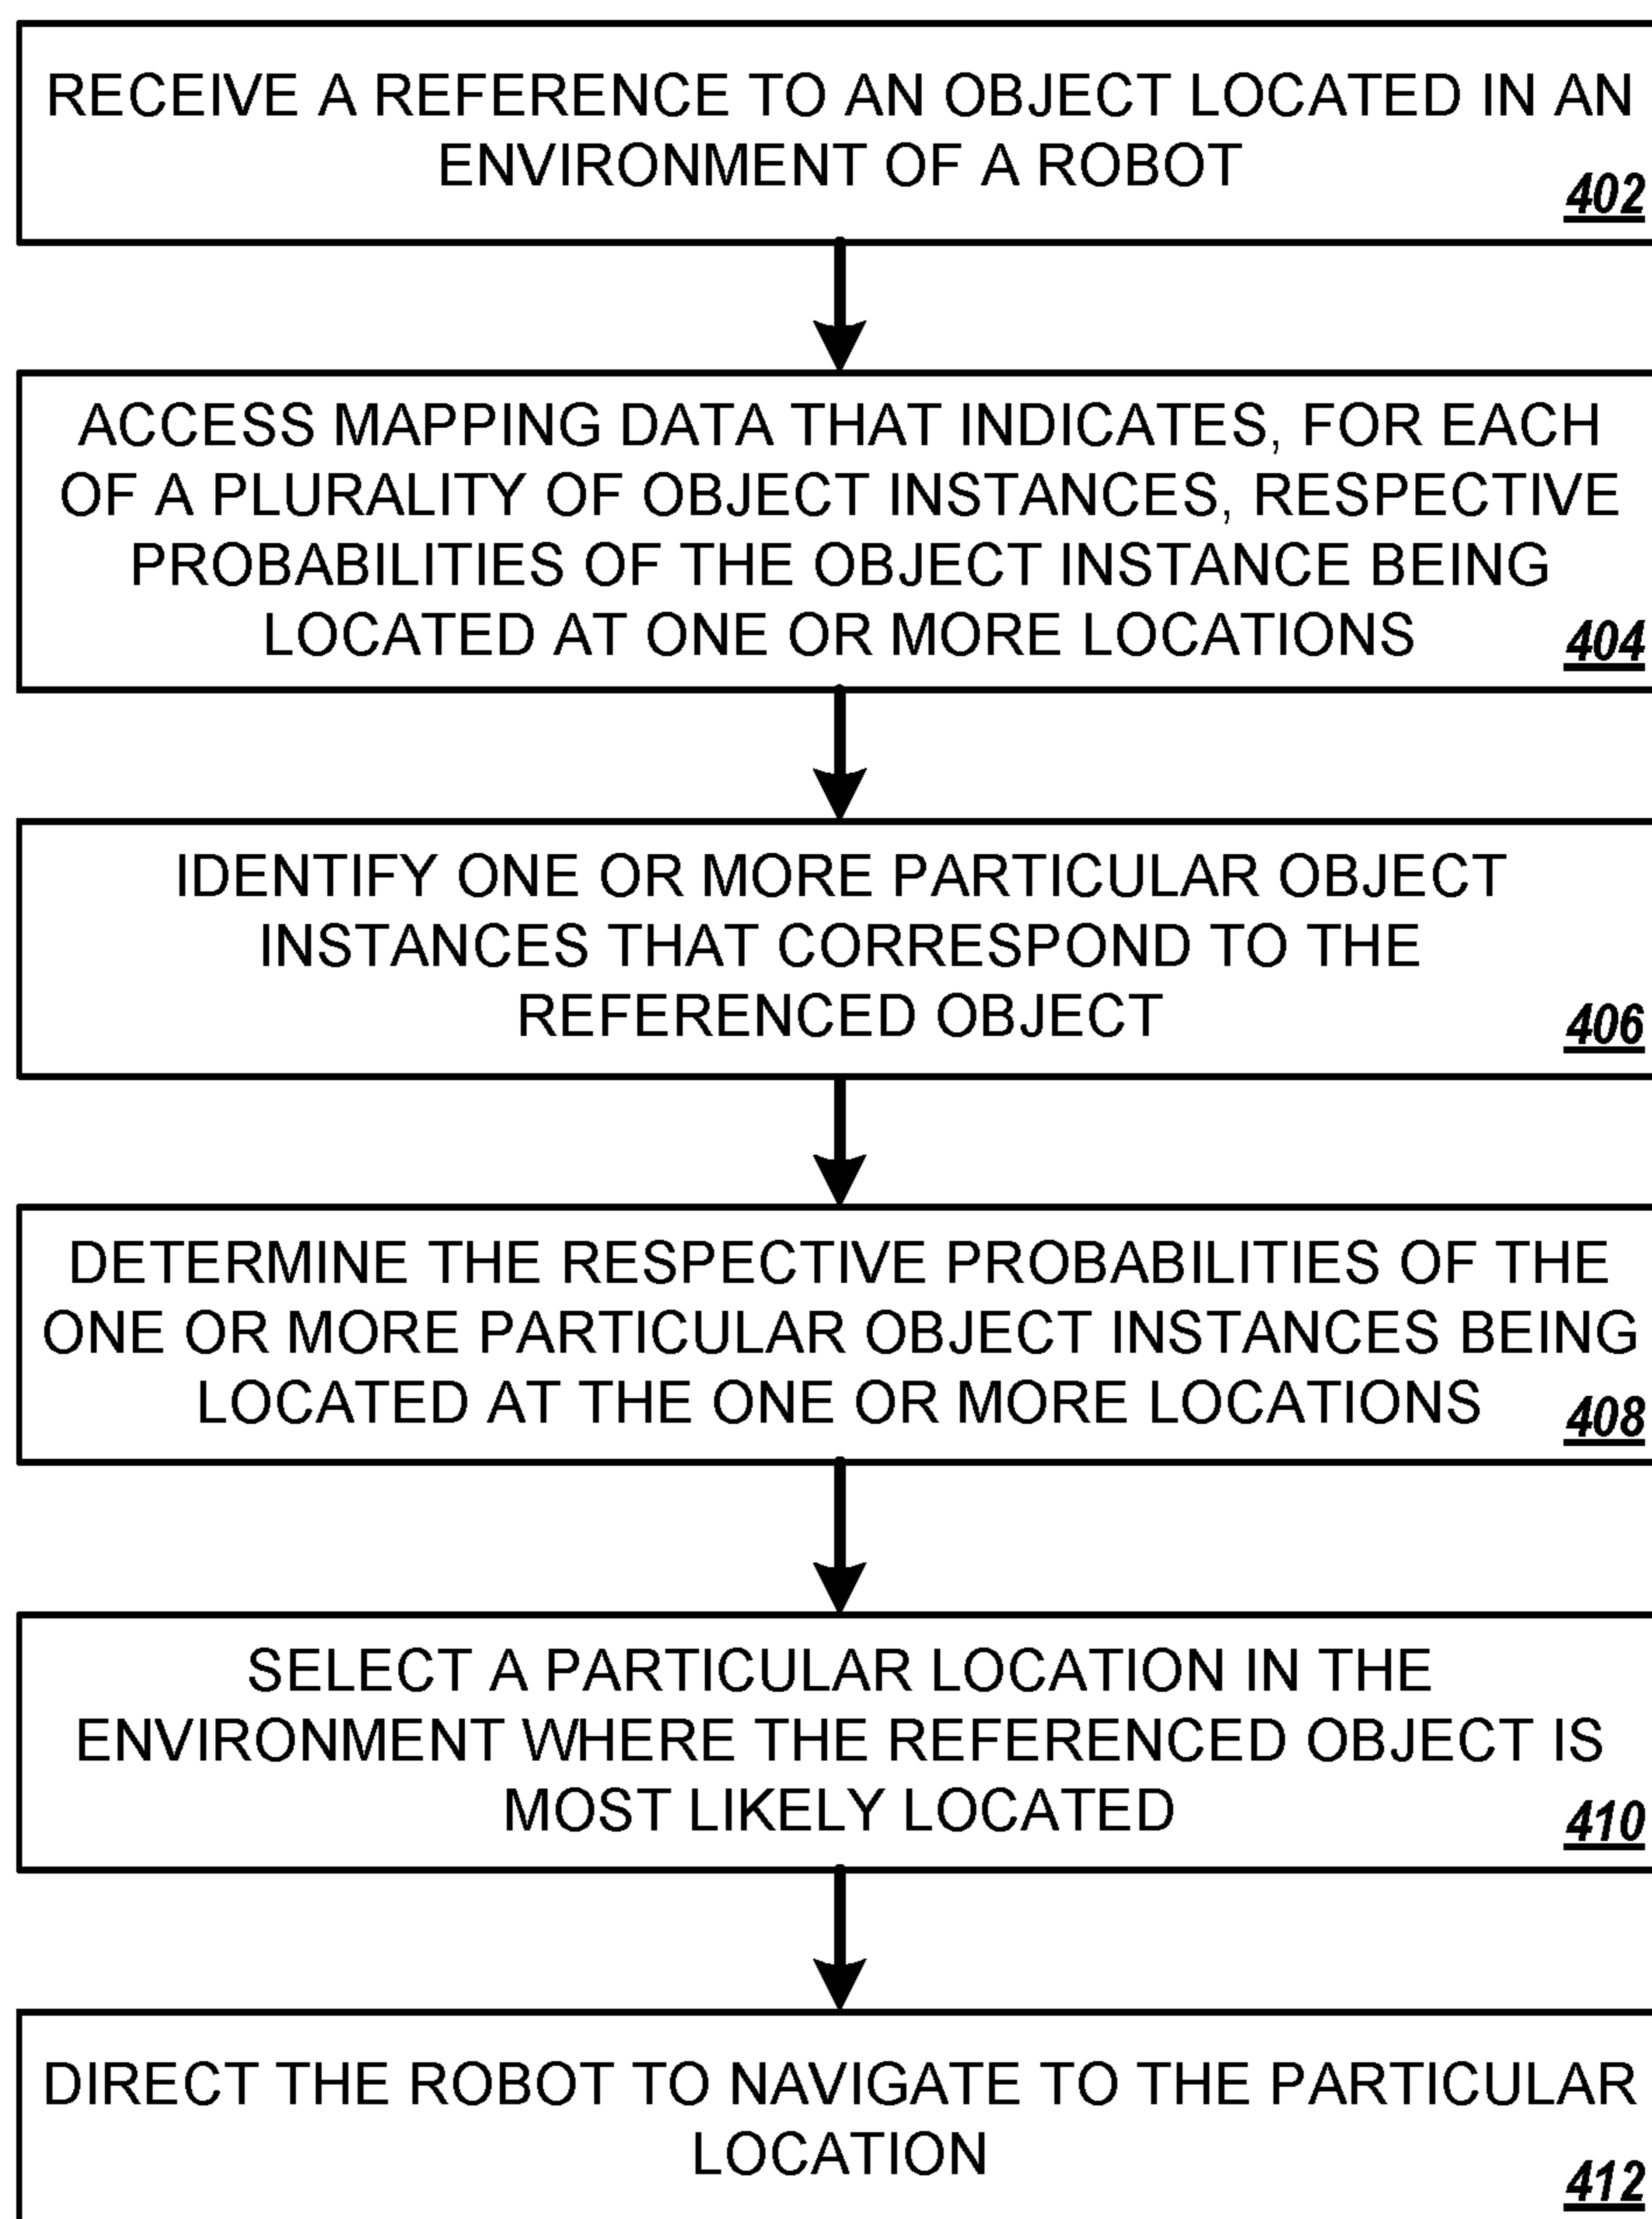 RECEIVE A REFERENCE TO AN OBJECT LOCATED IN AN
ENVIRONMENT OF A ROBOT
402
ACCESS MAPPING DATA THAT INDICATES, FOR EACH
OF A PLURALITY OF OBJECT INSTANCES, RESPECTIVE
PROBABILITIES OF THE OBJECT INSTANCE BEING
LOCATED AT ONE OR MORE LOCATIONS
404
IDENTIFY ONE OR MORE PARTICULAR OBJECT
INSTANCES THAT CORRESPOND TO THE
REFERENCED OBJECT
406
DETERMINE THE RESPECTIVE PROBABILITIES OF THE
ONE OR MORE PARTICULAR OBJECT INSTANCES BEING
LOCATED AT THE ONE OR MORE LOCATIONS
408
SELECT A PARTICULAR LOCATION IN THE
ENVIRONMENT WHERE THE REFERENCED OBJECT IS
MOST LIKELY LOCATED
410
DIRECT THE ROBOT TO NAVIGATE TO THE PARTICULAR
LOCATION
412